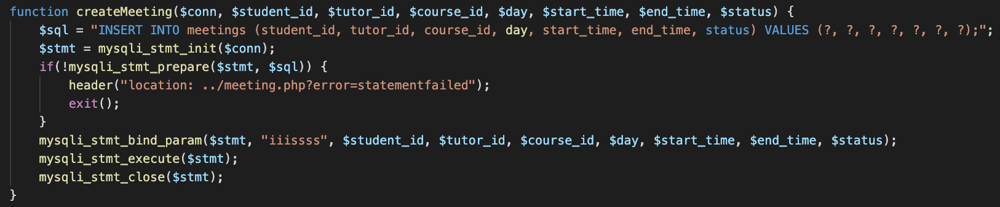 function createMeeting($conn, $student_id, $tutor_id, $course_id, $day, $start_time, $end_time, $status) {
    $sql = "INSERT INTO meetings (student_id, tutor_id, course_id, day, start_time, end_time, status) VALUES (?, ?, ?, ?, ?, ?, ?);";
    $stmt = mysqli_stmt_init($conn);
    if(!mysqli_stmt_prepare($stmt, $sql)) {
        header("location: ../meeting.php?error=statementfailed");
        exit();
    }
    mysqli_stmt_bind_param($stmt, "iiissss", $student_id, $tutor_id, $course_id, $day, $start_time, $end_time, $status);
    mysqli_stmt_execute($stmt);
    mysqli_stmt_close($stmt);
}